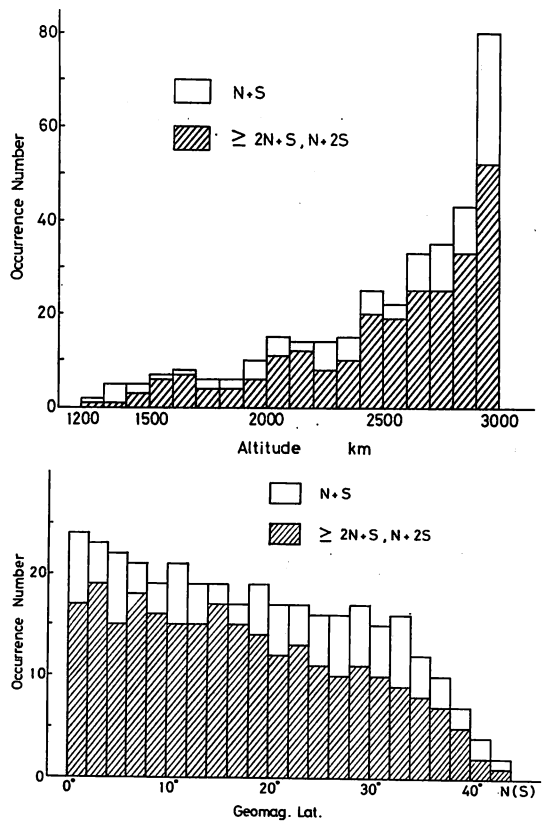 80
60
40
20
0
Occurrence Number
N+S
≥ 2N+S, N+2S
1200 1500 2000 2500 3000
Altitude km
20
10
0
Occurrence Number
N+S
≥ 2N+S, N+2S
0° 10° 20° 30° 40° N(S)
Geomag. Lat.